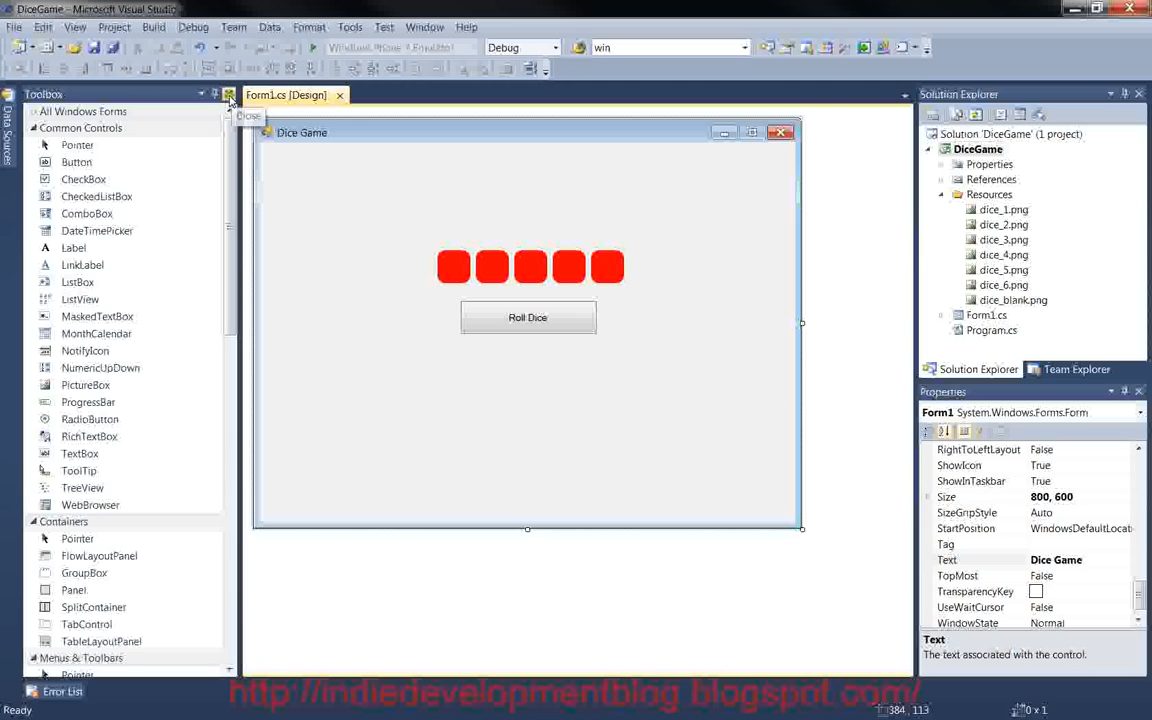 DiceGame - Microsoft Visual Studio
File Edit View Project Build Debug Team Data Format Tools Test Window Help
Debug win
Toolbox
Form1.cs [Design]
Solution Explorer
Data Sources
Close
All Windows Forms
Common Controls
Pointer
Button
CheckBox
CheckedListBox
ComboBox
DateTimePicker
Label
LinkLabel
ListBox
ListView
MaskedTextBox
MonthCalendar
NotifyIcon
NumericUpDown
PictureBox
ProgressBar
RadioButton
RichTextBox
TextBox
ToolTip
TreeView
WebBrowser
Containers
Pointer
FlowLayoutPanel
GroupBox
Panel
SplitContainer
TabControl
TableLayoutPanel
Menus & Toolbars
Pointer
Dice Game
Roll Dice
Solution 'DiceGame' (1 project)
DiceGame
Properties
References
Resources
dice_1.png
dice_2.png
dice_3.png
dice_4.png
dice_5.png
dice_6.png
dice_blank.png
Form1.cs
Program.cs
Solution Explorer Team Explorer
Properties
Form1 System.Windows.Forms.Form
RightToLeftLayout False
ShowIcon True
ShowInTaskbar True
Size 800, 600
SizeGripStyle Auto
StartPosition WindowsDefaultLocat
Tag
Text Dice Game
TopMost False
TransparencyKey
UseWaitCursor False
WindowState Normal
Text
The text associated with the control.
Error List
http://indiedevelopmentblog.blogspot.com/
Ready
384, 113
0 x 1